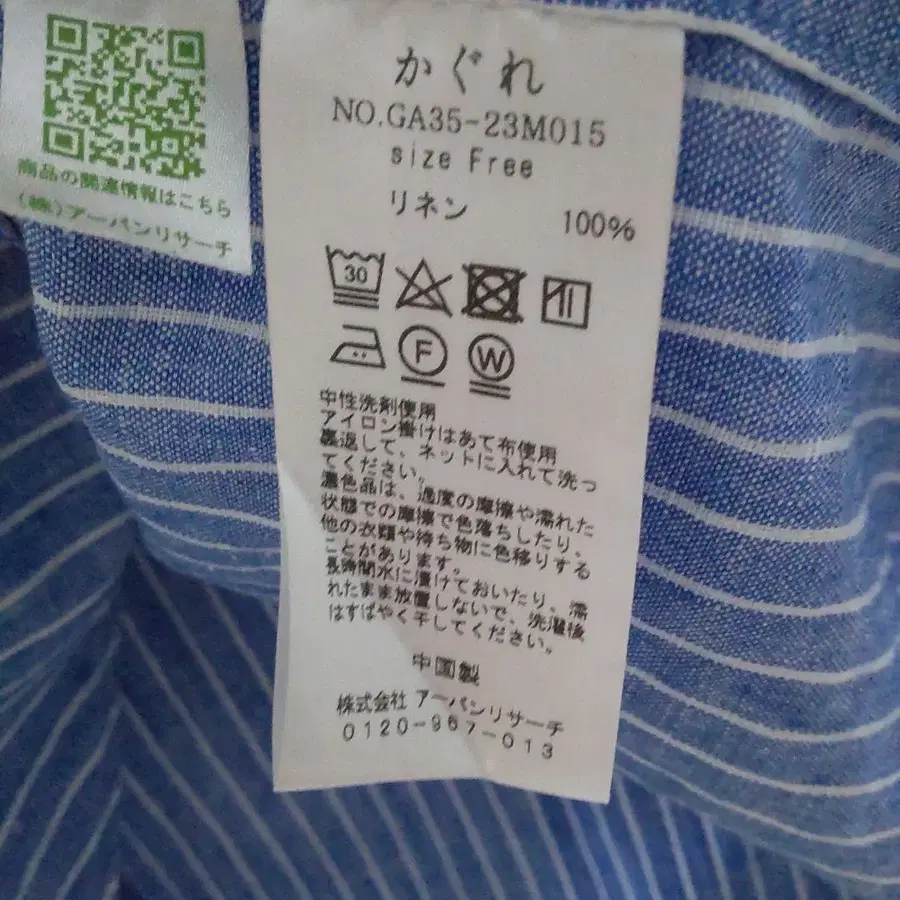 商品の関連情報はこちら
(株)アーバンリサーチ
かぐれ
NO.GA35-23M015
size Free
リネン 100%
30
F W
中性洗剤使用
アイロン掛けはあて布使用
裏返して、ネットに入れて洗っ
てください。
濃色品は、過度の摩擦や濡れた
状態での摩擦で色落ちしたり、
他の衣類や持ち物に色移りする
ことがあります。
長時間水に漬けておいたり、濡
れたまま放置しないで、洗濯後
はすばやく干してください。
中国製
株式会社 アーバンリサーチ
0120-967-013